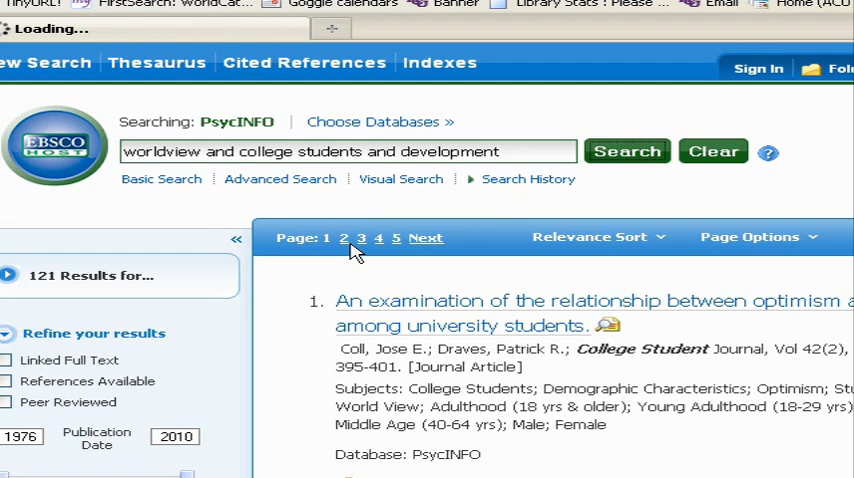 TinyURL! FirstSearch: WorldCat... Goggle calendars Banner Library Stats : Please ... Email Home (ACU
Loading...
ew Search Thesaurus Cited References Indexes
Sign In Fol
Searching: PsycINFO Choose Databases »
EBSCO
HOST
worldview and college students and development Search Clear ?
Basic Search Advanced Search Visual Search Search History
« Page: 1 2 3 4 5 Next Relevance Sort Page Options
121 Results for...
Refine your results
Linked Full Text
References Available
Peer Reviewed
1976 Publication Date 2010
1. An examination of the relationship between optimism a
among university students.
Coll, Jose E.; Draves, Patrick R.; College Student Journal, Vol 42(2),
395-401. [Journal Article]
Subjects: College Students; Demographic Characteristics; Optimism; Stu
World View; Adulthood (18 yrs & older); Young Adulthood (18-29 yrs)
Middle Age (40-64 yrs); Male; Female
Database: PsycINFO